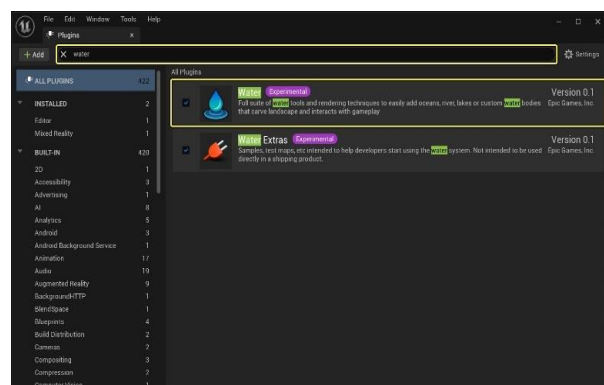 File Edit Window Tools Help
Plugins ×
+ Add × water Settings
ALL PLUGINS 422
INSTALLED 2
Editor 1
Mixed Reality 1
BUILT-IN 420
2D 1
Accessibility 3
Advertising 1
AI 8
Analytics 5
Android 3
Android Background Service 1
Animation 17
Audio 19
Augmented Reality 9
BackgroundHTTP 1
BlendSpace 1
Blueprints 4
Build Distribution 2
Cameras 2
Compositing 3
Compression 2
Computer Vision 1
All Plugins
Water Experimental Version 0.1
Full suite of water tools and rendering techniques to easily add oceans, river, lakes or custom water bodies Epic Games, Inc.
that carve landscape and interacts with gameplay
Water Extras Experimental Version 0.1
Samples, test maps, etc intended to help developers start using the water system. Not intended to be used Epic Games, Inc.
directly in a shipping product.